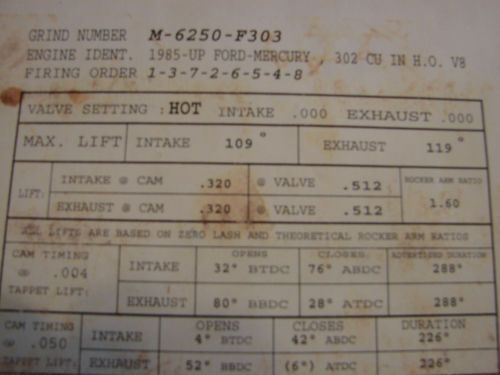 GRIND NUMBER M-6250-F303
ENGINE IDENT. 1985-UP FORD-MERCURY, 302 CU IN H.O. V8
FIRING ORDER 1-3-7-2-6-5-4-8
VALVE SETTING : HOT INTAKE .000 EXHAUST .000
MAX. LIFT INTAKE 109° EXHAUST 119°
LIFT: INTAKE @ CAM .320 @ VALVE .512 ROCKER ARM RATIO
EXHAUST @ CAM .320 @ VALVE .512 1.60
ALL LIFTS ARE BASED ON ZERO LASH AND THEORETICAL ROCKER ARM RATIOS
CAM TIMING OPENS CLOSES ADVERTISED DURATION
@ .004 INTAKE 32° BTDC 76° ABDC 288°
TAPPET LIFT: EXHAUST 80° BBDC 28° ATDC 288°
CAM TIMING OPENS CLOSES DURATION
@ .050 INTAKE 4° BTDC 42° ABDC 226°
TAPPET LIFT: EXHAUST 52° BBDC (6°) ATDC 226°